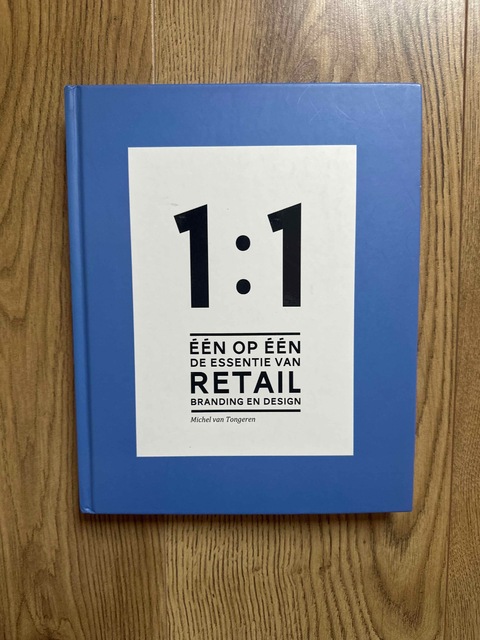 1:1
ÉÉN OP ÉÉN
DE ESSENTIE VAN
RETAIL
BRANDING EN DESIGN
Michel van Tongeren